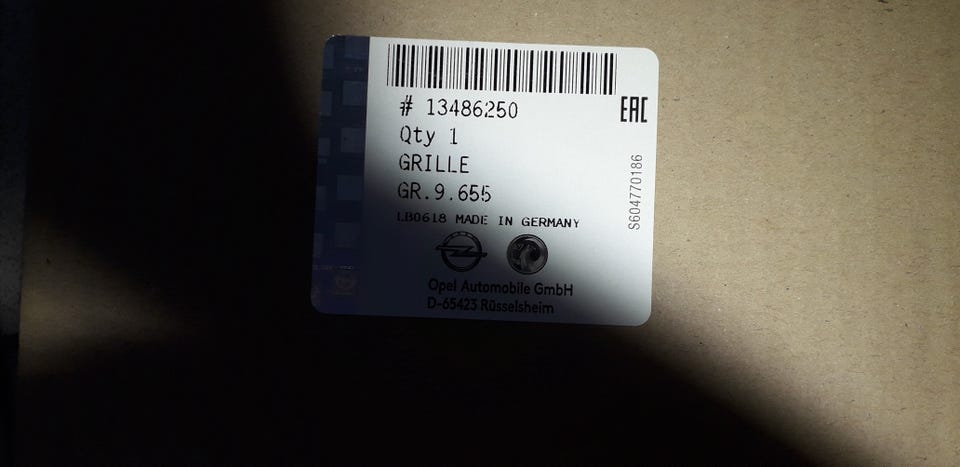 # 13486250
EAC
Qty 1
GRILLE
GR.9.655
LB0618 MADE IN GERMANY
Opel Automobile GmbH
D-65423 Rüsselsheim
S604770186